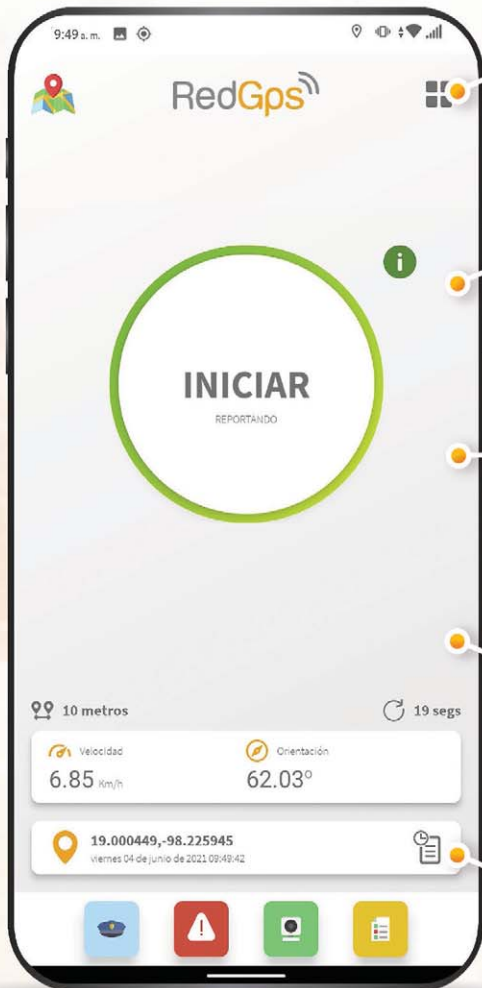 9:49 a. m.
RedGps
INICIAR
REPORTANDO
10 metros
19 segs
Velocidad
Orientación
6.85 Km/h
62.03°
19.000449,-98.225945
viernes 04 de junio de 2021 09:49:42